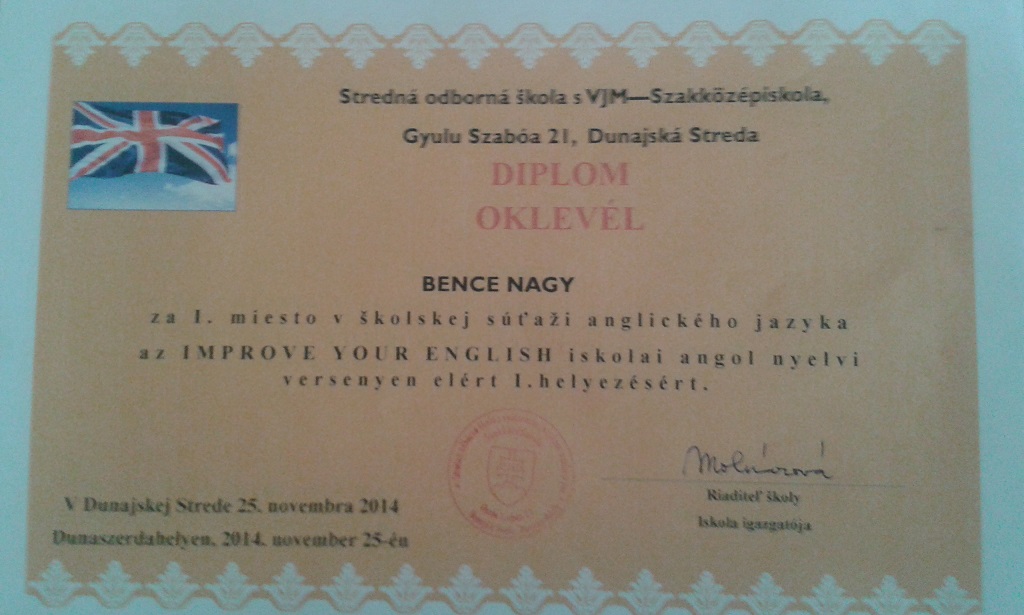 Stredná odborná škola s VJM—Szakközépiskola,
Gyulu Szabóa 21, Dunajská Streda
DIPLOM
OKLEVÉL
BENCE NAGY
za I. miesto v školskej súťaži anglického jazyka
az IMPROVE YOUR ENGLISH iskolai angol nyelvi
versenyen elért I.helyezésért.
Molnárová
V Dunajskej Strede 25. novembra 2014
Riaditeľ školy
Dunaszerdahelyen, 2014. november 25-én
Iskola igazgatója